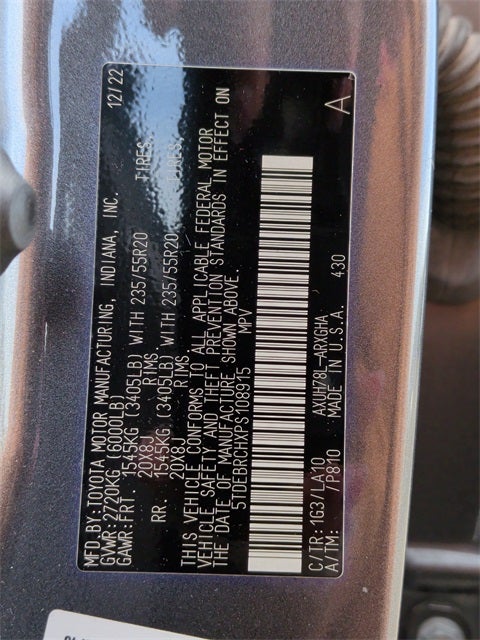 MFD.BY:TOYOTA MOTOR MANUFACTURING, INDIANA, INC. 12/22
GVWR:2720KG (6000LB)
GAWR:FRT. 1545KG (3405LB) WITH 235/55R20 TIRES,
20X8J RIMS
RR. 1545KG (3405LB) WITH 235/55R20 TIRES,
20X8J RIMS
THIS VEHICLE CONFORMS TO ALL APPLICABLE FEDERAL MOTOR
VEHICLE SAFETY AND THEFT PREVENTION STANDARDS IN EFFECT ON
THE DATE OF MANUFACTURE SHOWN ABOVE.
5TDEBRCHXPS108915 MPV
C/TR: 1G3/LA10 AXUH78L-ARXGHA A
A/TM: /P810 MADE IN U.S.A. 430